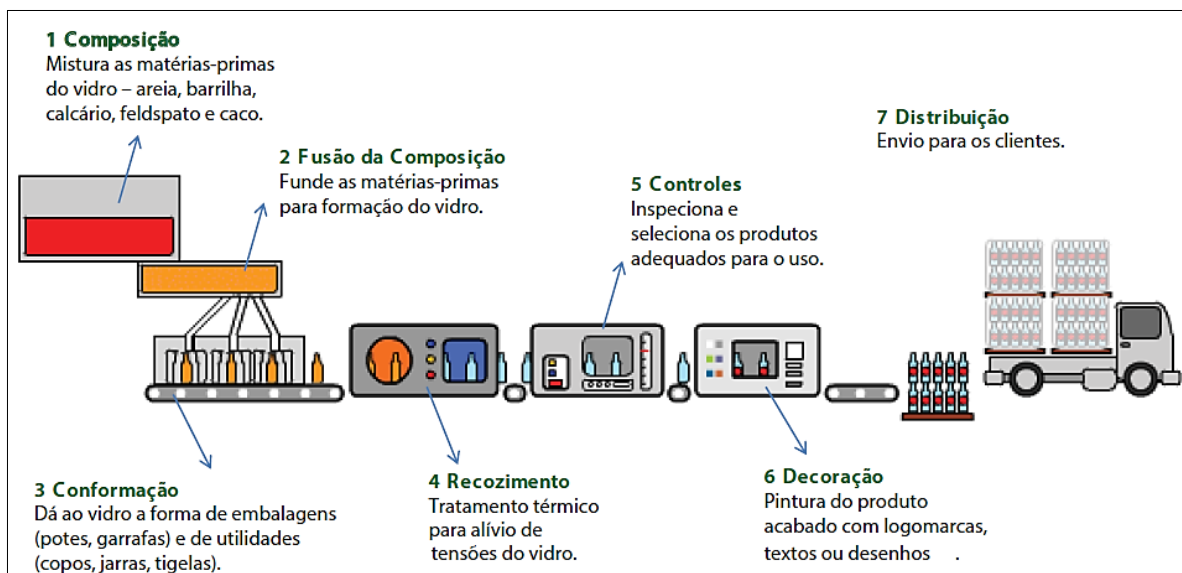 1 Composição
Mistura as matérias-primas
do vidro – areia, barrilha,
calcário, feldspato e caco.
2 Fusão da Composição
Funde as matérias-primas
para formação do vidro.
3 Conformação
Dá ao vidro a forma de embalagens
(potes, garrafas) e de utilidades
(copos, jarras, tigelas).
4 Recozimento
Tratamento térmico
para alívio de
tensões do vidro.
5 Controles
Inspeciona e
seleciona os produtos
adequados para o uso.
6 Decoração
Pintura do produto
acabado com logomarcas,
textos ou desenhos .
7 Distribuição
Envio para os clientes.